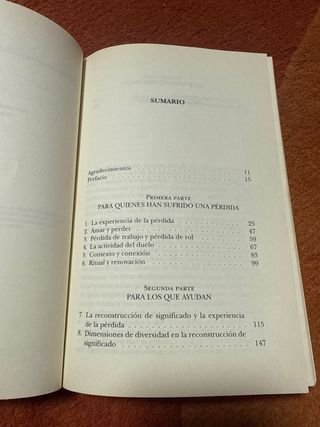 SUMARIO
Agradecimientos . . . . . . . . . . . . . . . . . . . . . . . . . . . 11
Prefacio . . . . . . . . . . . . . . . . . . . . . . . . . . . . . . . 15
PRIMERA PARTE
PARA QUIENES HAN SUFRIDO UNA PÉRDIDA
1. La experiencia de la pérdida . . . . . . . . . . . . . . . . . . 25
2. Amar y perder . . . . . . . . . . . . . . . . . . . . . . . . . . 47
3. Pérdida de trabajo y pérdida de rol . . . . . . . . . . . . . . 59
4. La actividad del duelo . . . . . . . . . . . . . . . . . . . . . 67
5. Contexto y conexión . . . . . . . . . . . . . . . . . . . . . . 83
6. Ritual y renovación . . . . . . . . . . . . . . . . . . . . . . . 99
SEGUNDA PARTE
PARA LOS QUE AYUDAN
7. La reconstrucción de significado y la experiencia
de la pérdida . . . . . . . . . . . . . . . . . . . . . . . . . . . 115
8. Dimensiones de diversidad en la reconstrucción de
significado . . . . . . . . . . . . . . . . . . . . . . . . . . . . 147